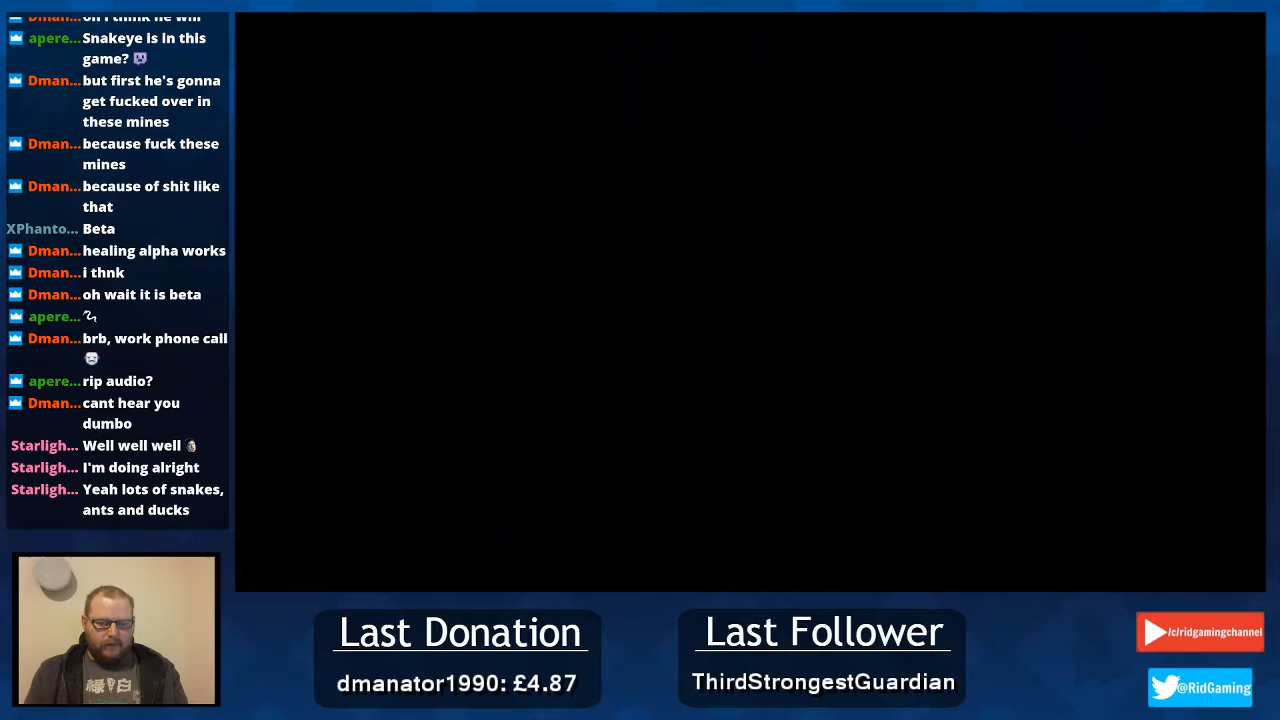 Dman... oh i think he will
apere... Snakeye is in this
game?
Dman... but first he's gonna
get fucked over in
these mines
Dman... because fuck these
mines
Dman... because of shit like
that
XPhanto... Beta
Dman... healing alpha works
Dman... i thnk
Dman... oh wait it is beta
apere...
Dman... brb, work phone call
apere... rip audio?
Dman... cant hear you
dumbo
Starligh... Well well well
Starligh... I'm doing alright
Starligh... Yeah lots of snakes,
ants and ducks
Last Donation
dmanator1990: £4.87
Last Follower
ThirdStrongestGuardian
/c/ridgamingchannel
@RidGaming